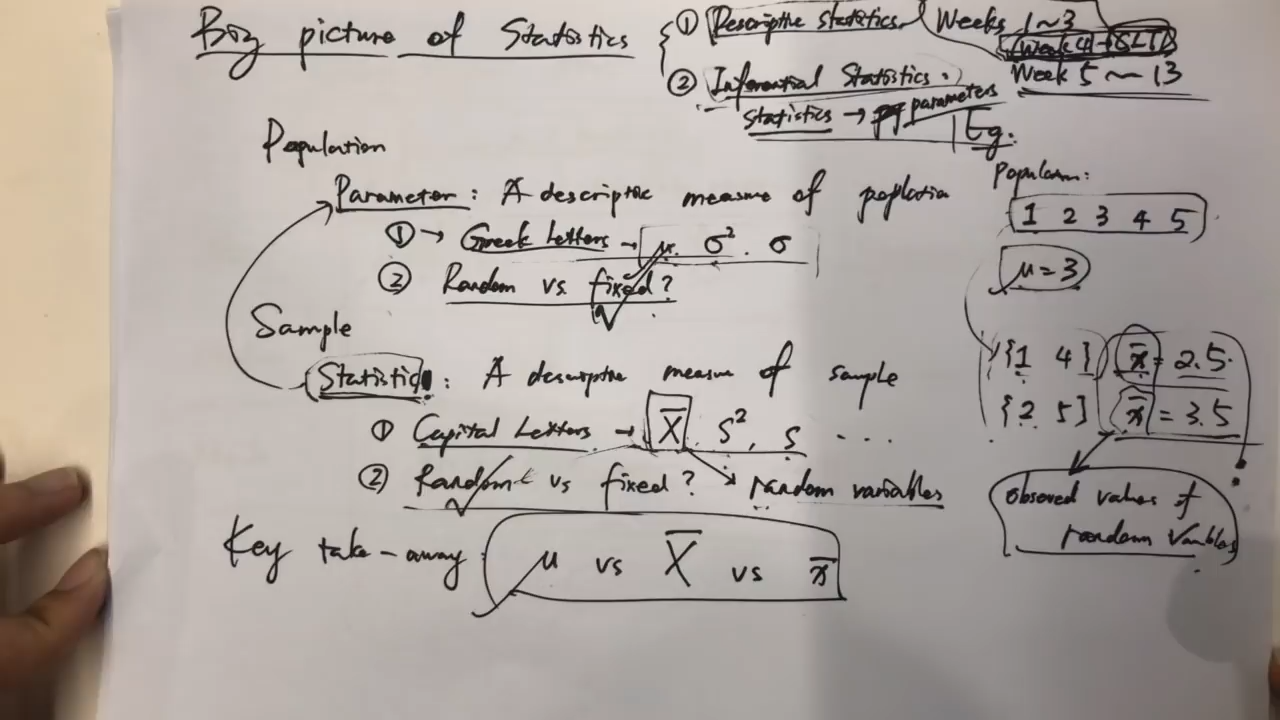 Big picture of Statistics
① Descriptive statistics Weeks 1~3
Week 4 → CLT
② Inferential Statistics. Week 5 ~ 13
Statistics → parameters
Eg.
Population
Parameter : A descriptive measure of popletion
① → Greek Letters → μ. σ². σ
② Random vs fixed?
Sample
Statistic : A descriptive measure of sample
① Capital Letters → X̄ S², S ...
② Random vs fixed? → random variables
Key take-away: μ vs X̄ vs x̄
Population:
1 2 3 4 5
μ = 3
{1 4} x̄ = 2.5
{2 5} x̄ = 3.5
observed values of
random variables